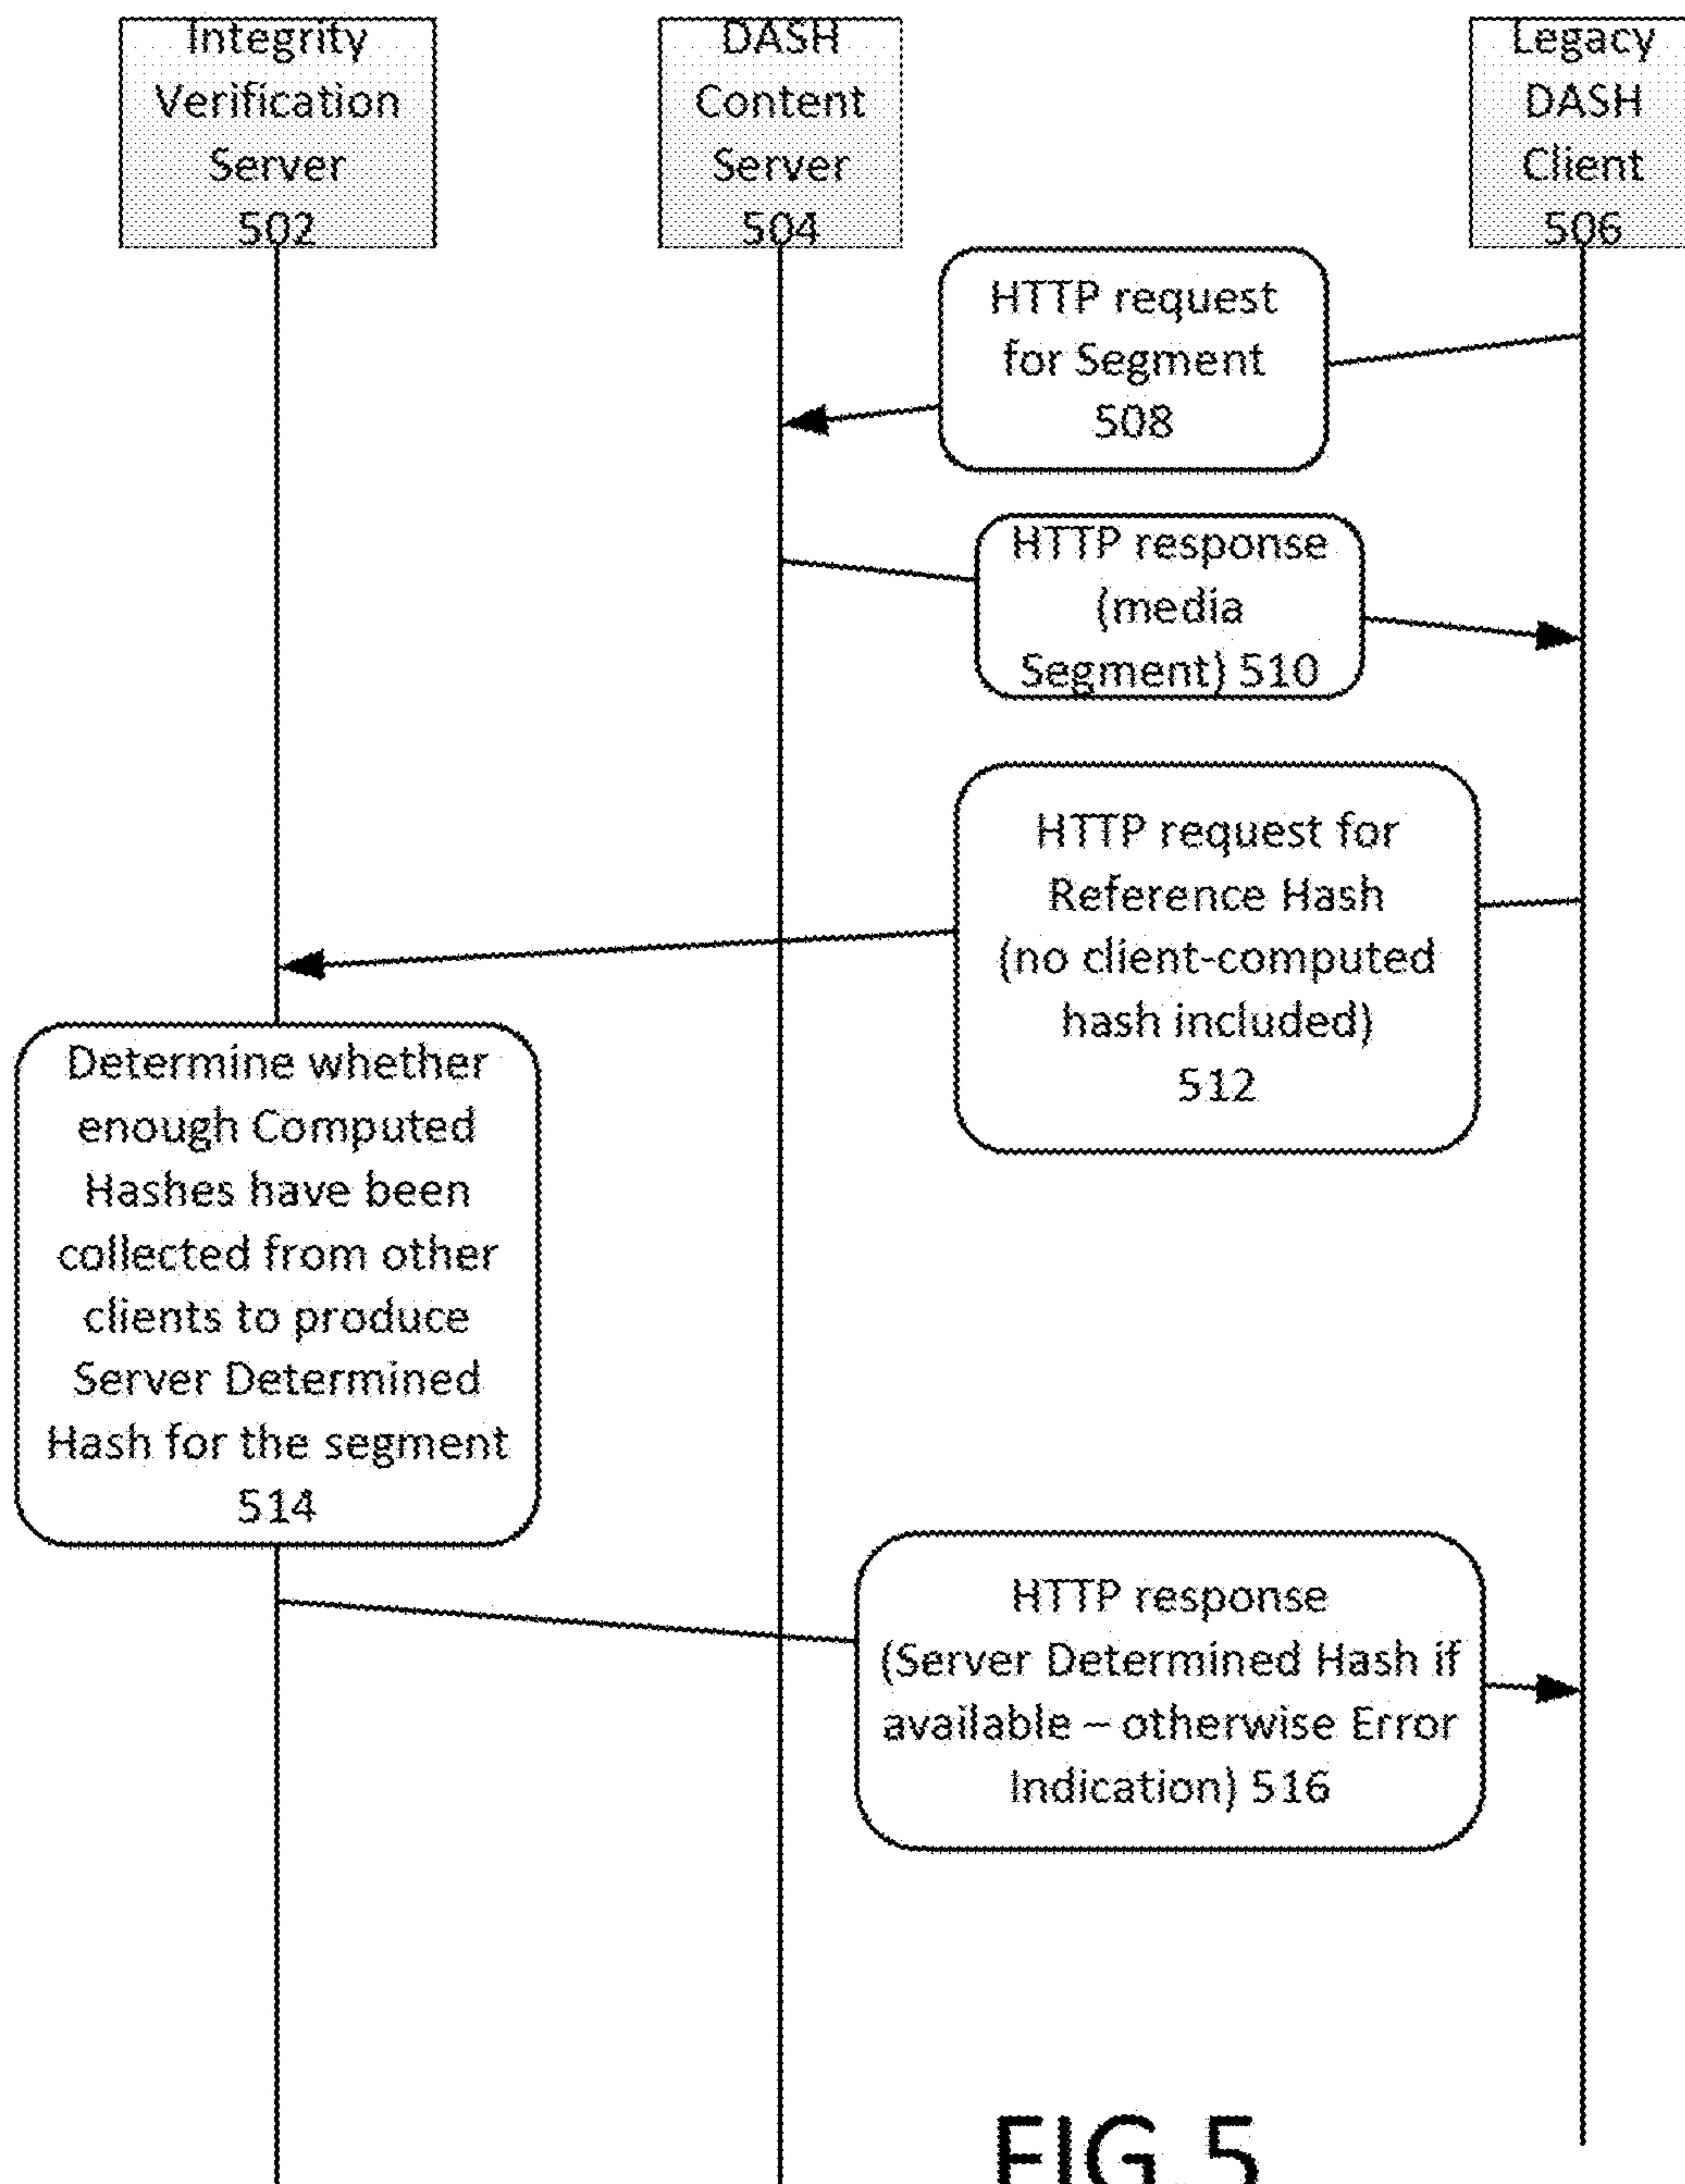 Integrity
Verification
Server
502
DASH
Content
Server
504
Legacy
DASH
Client
506
HTTP request
for Segment
508
HTTP response
(media
Segment) 510
HTTP request for
Reference Hash
(no client-computed
hash included)
512
Determine whether
enough Computed
Hashes have been
collected from other
clients to produce
Server Determined
Hash for the segment
514
HTTP response
(Server Determined Hash if
available – otherwise Error
Indication) 516
FIG.5